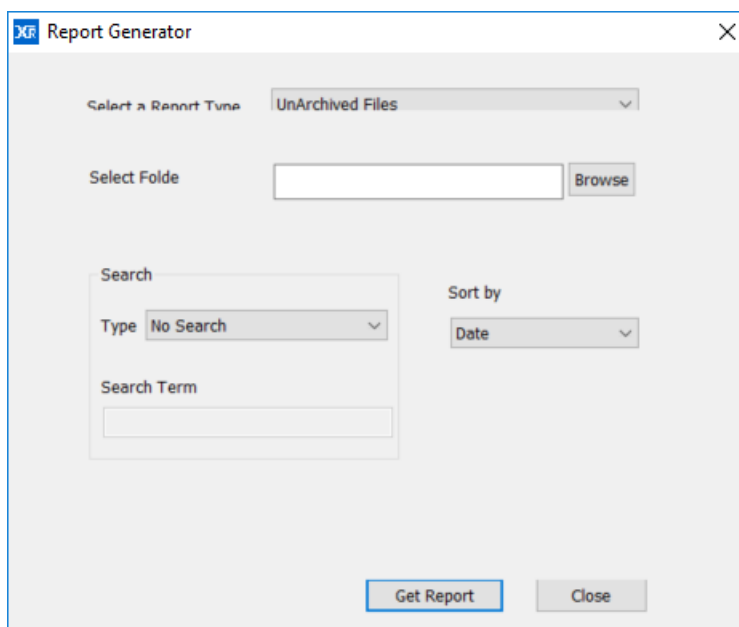 XR Report Generator
Select a Report Type UnArchived Files
Select Folde Browse
Search
Sort by
Type No Search
Date
Search Term
Get Report Close